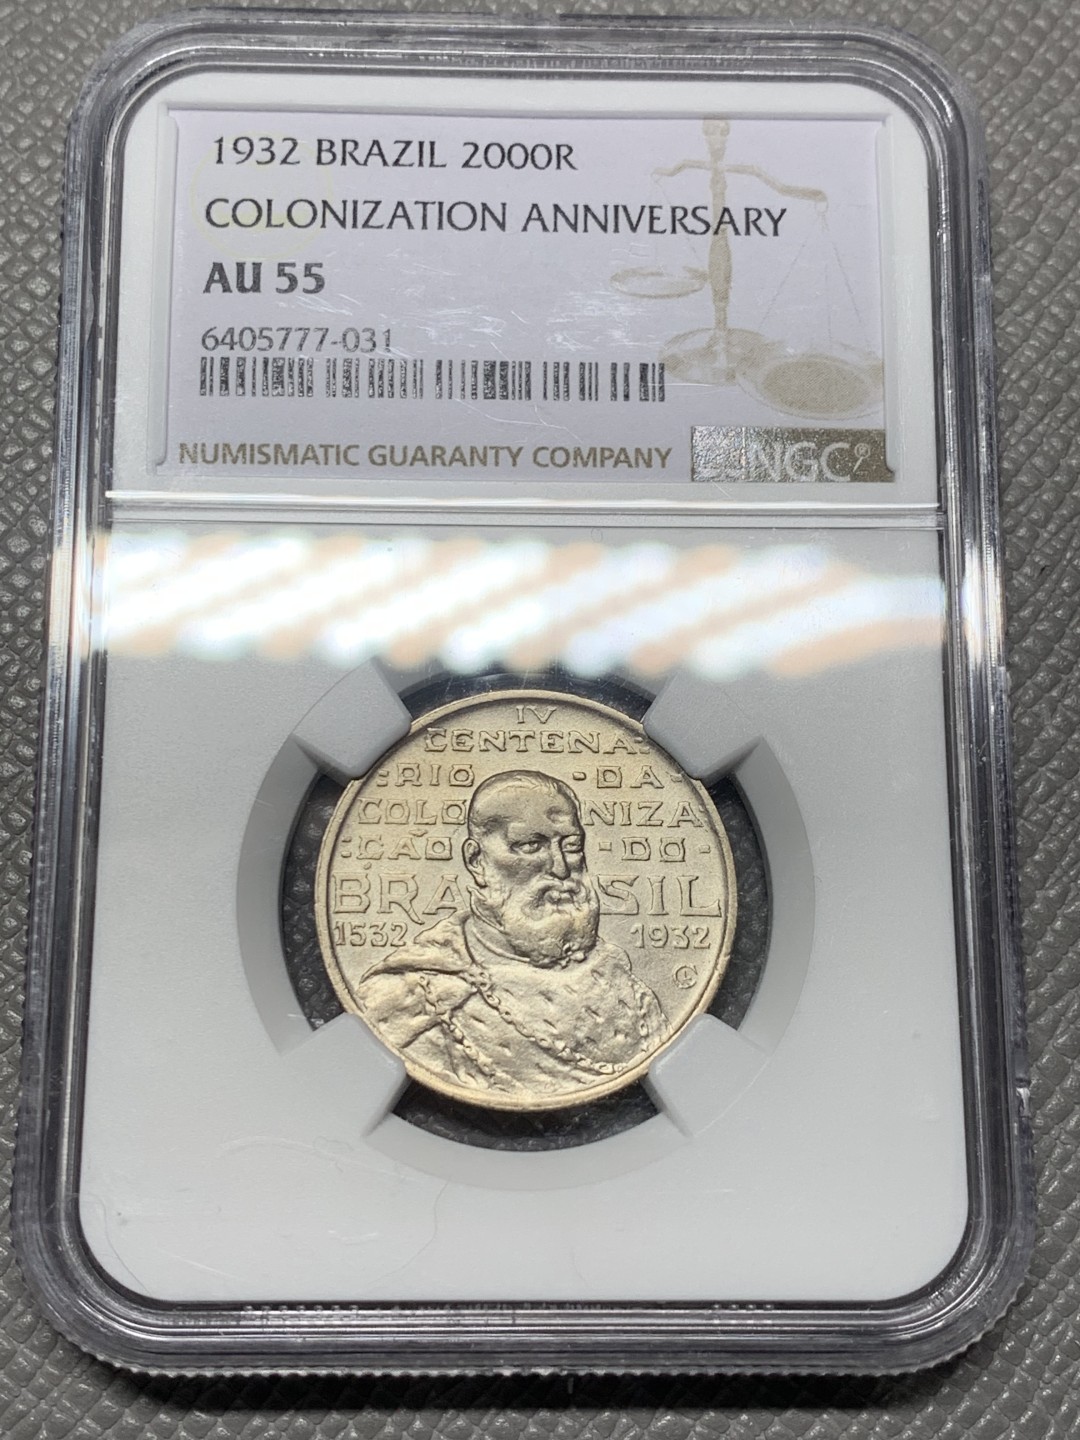 1932 BRAZIL 2000R
COLONIZATION ANNIVERSARY
AU 55
6405777-031
NUMISMATIC GUARANTY COMPANY
NGC®
IV
CENTENA
:RIO -DA-
COLO NIZA
:ÇÃO -DO-
BRA SIL
1532 1932